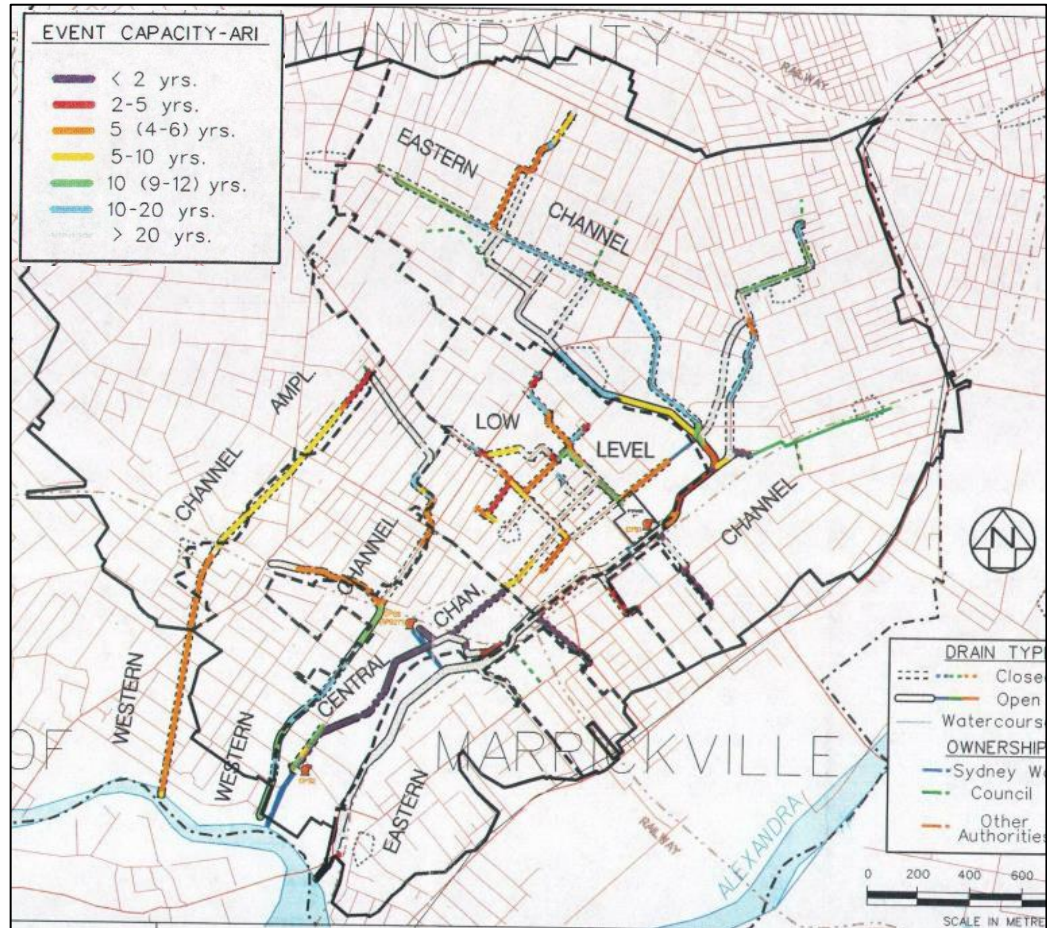 EVENT CAPACITY-ARI
< 2 yrs.
2-5 yrs.
5 (4-6) yrs.
5-10 yrs.
10 (9-12) yrs.
10-20 yrs.
> 20 yrs.
MUNICIPALITY
RAILWAY
EASTERN
CHANNEL
AMPL.
CHANNEL
WESTERN
LOW
LEVEL
CHANNEL
CHANNEL
WESTERN
CHAN.
CENTRAL
EASTERN
N
OF
MARRICKVILLE
RAILWAY
ALEXANDRA
DRAIN TYP
Close
Open
Watercours
OWNERSHIP
Sydney Wa
Council
Other
Authorities
0 200 400 600
SCALE IN METRE